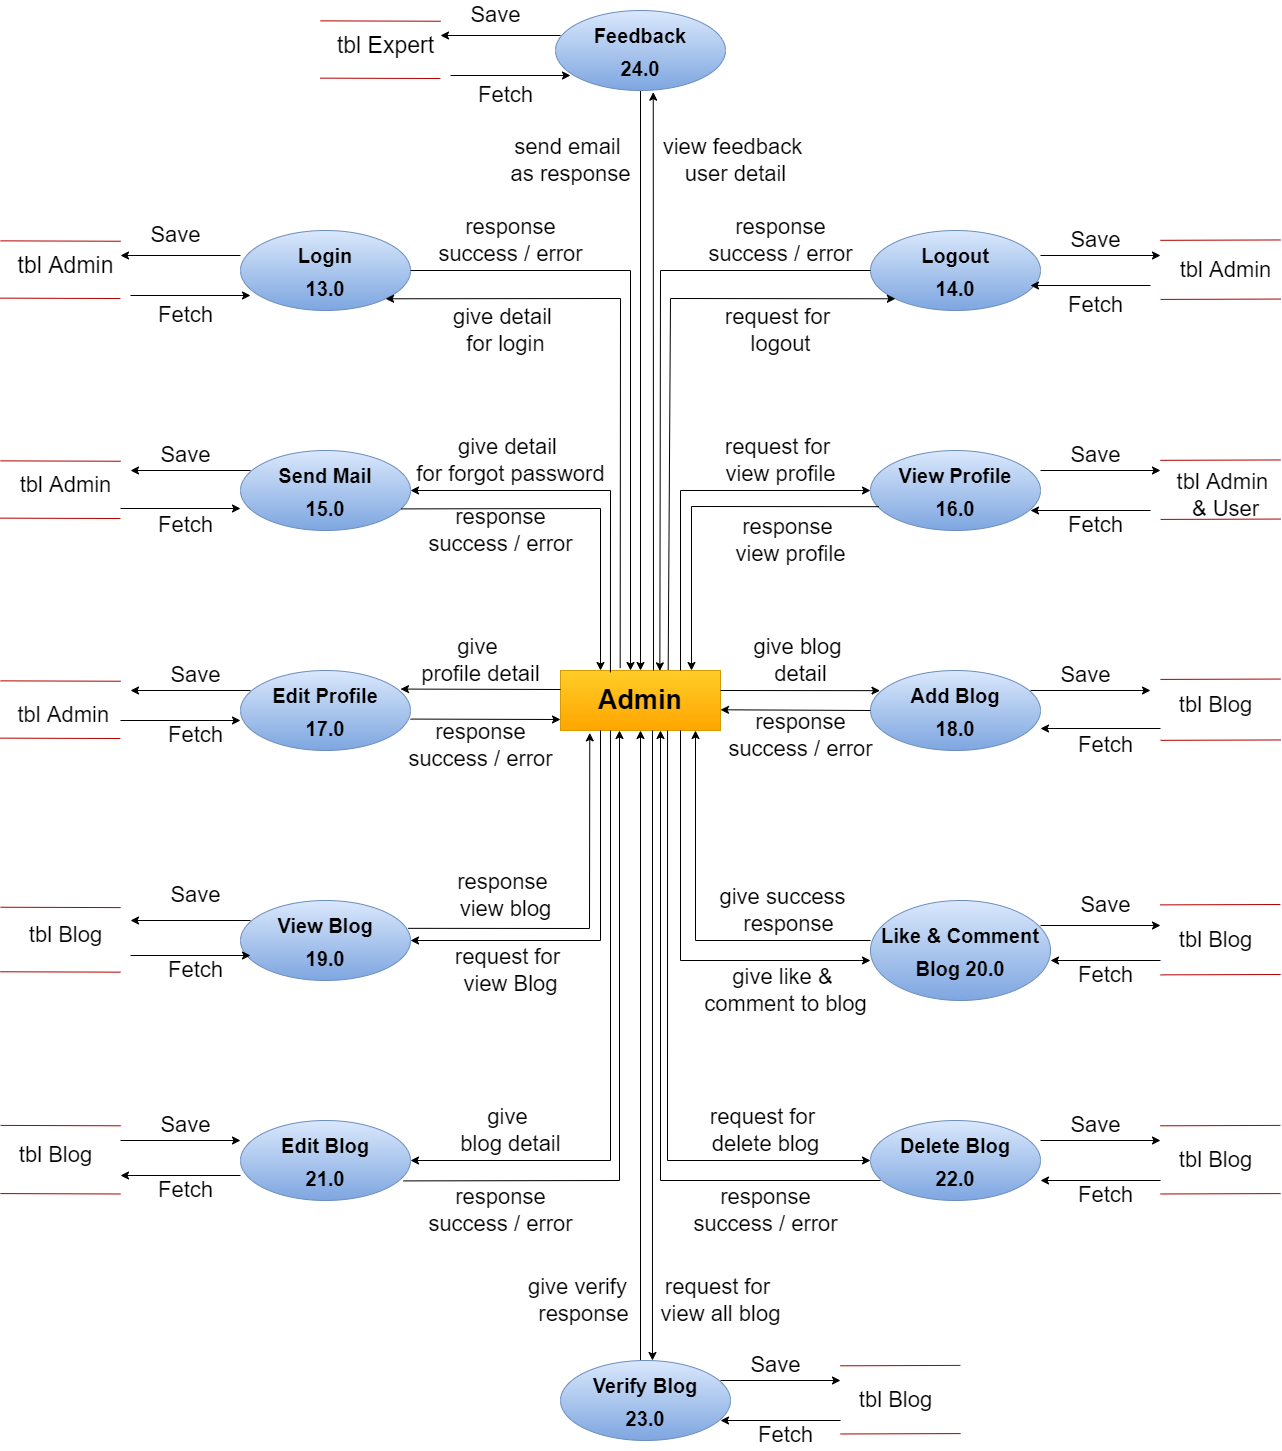 Save
tbl Expert
Fetch
Feedback
24.0
send email
as response
view feedback
user detail
Save
tbl Admin
Fetch
Login
13.0
response
success / error
give detail
for login
response
success / error
request for
logout
Logout
14.0
Save
tbl Admin
Fetch
Save
tbl Admin
Fetch
Send Mail
15.0
give detail
for forgot password
response
success / error
request for
view profile
response
view profile
View Profile
16.0
Save
tbl Admin
& User
Fetch
Save
tbl Admin
Fetch
Edit Profile
17.0
give
profile detail
response
success / error
Admin
give blog
detail
response
success / error
Add Blog
18.0
Save
tbl Blog
Fetch
Save
tbl Blog
Fetch
View Blog
19.0
response
view blog
request for
view Blog
give success
response
give like &
comment to blog
Like & Comment
Blog 20.0
Save
tbl Blog
Fetch
Save
tbl Blog
Fetch
Edit Blog
21.0
give
blog detail
response
success / error
request for
delete blog
response
success / error
Delete Blog
22.0
Save
tbl Blog
Fetch
give verify
response
request for
view all blog
Verify Blog
23.0
Save
tbl Blog
Fetch